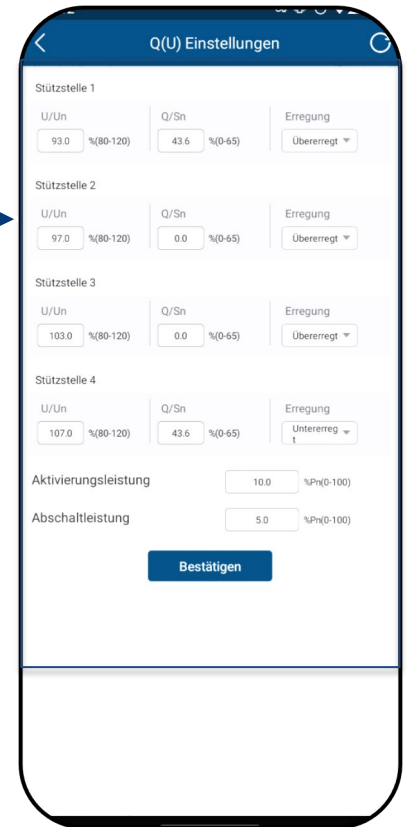 Q(U) Einstellungen
Stützstelle 1
U/Un Q/Sn Erregung
93.0 %(80-120) 43.6 %(0-65) Übererregt
Stützstelle 2
U/Un Q/Sn Erregung
97.0 %(80-120) 0.0 %(0-65) Übererregt
Stützstelle 3
U/Un Q/Sn Erregung
103.0 %(80-120) 0.0 %(0-65) Übererregt
Stützstelle 4
U/Un Q/Sn Erregung
107.0 %(80-120) 43.6 %(0-65) Untererreg
t
Aktivierungsleistung 10.0 %Pn(0-100)
Abschaltleistung 5.0 %Pn(0-100)
Bestätigen